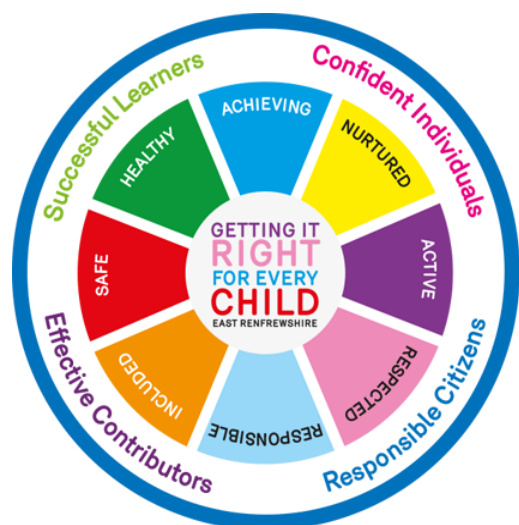 Successful Learners
Confident Individuals
Responsible Citizens
Effective Contributors
ACHIEVING
NURTURED
ACTIVE
RESPECTED
RESPONSIBLE
INCLUDED
SAFE
HEALTHY
GETTING IT
RIGHT
FOR EVERY
CHILD
EAST RENFREWSHIRE